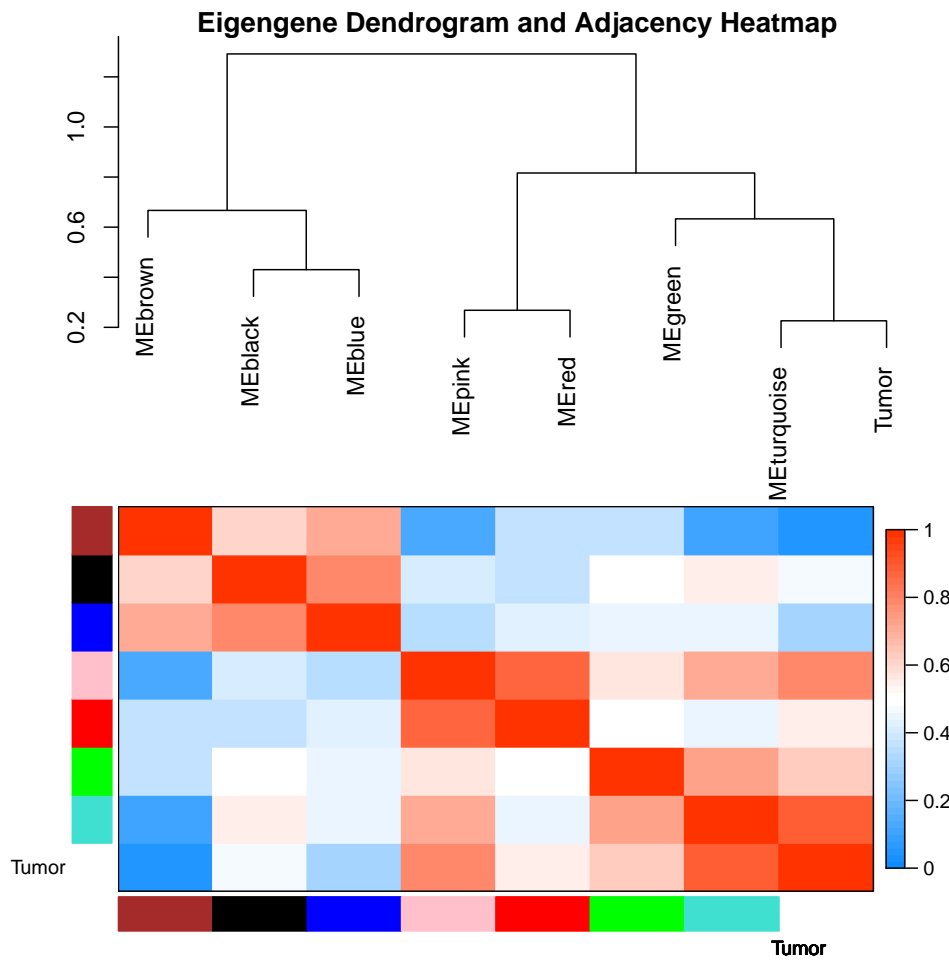 Eigengene Dendrogram and Adjacency Heatmap
1.0
0.6
0.2
MEbrown
MEblack
MEblue
MEpink
MEred
MEgreen
MEturquoise
Tumor
1
0.8
0.6
0.4
0.2
0
Tumor
Tumor